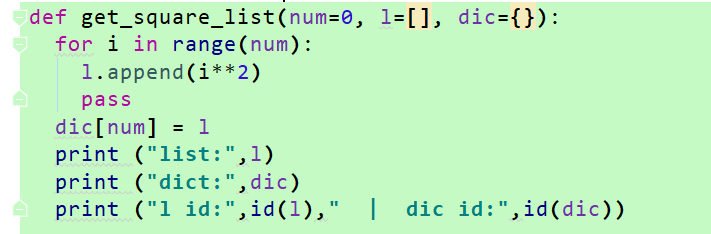 def get_square_list(num=0, l=[], dic={}):
  for i in range(num):
    l.append(i**2)
    pass
  dic[num] = l
  print ("list:",l)
  print ("dict:",dic)
  print ("l id:",id(l),"  |  dic id:",id(dic))